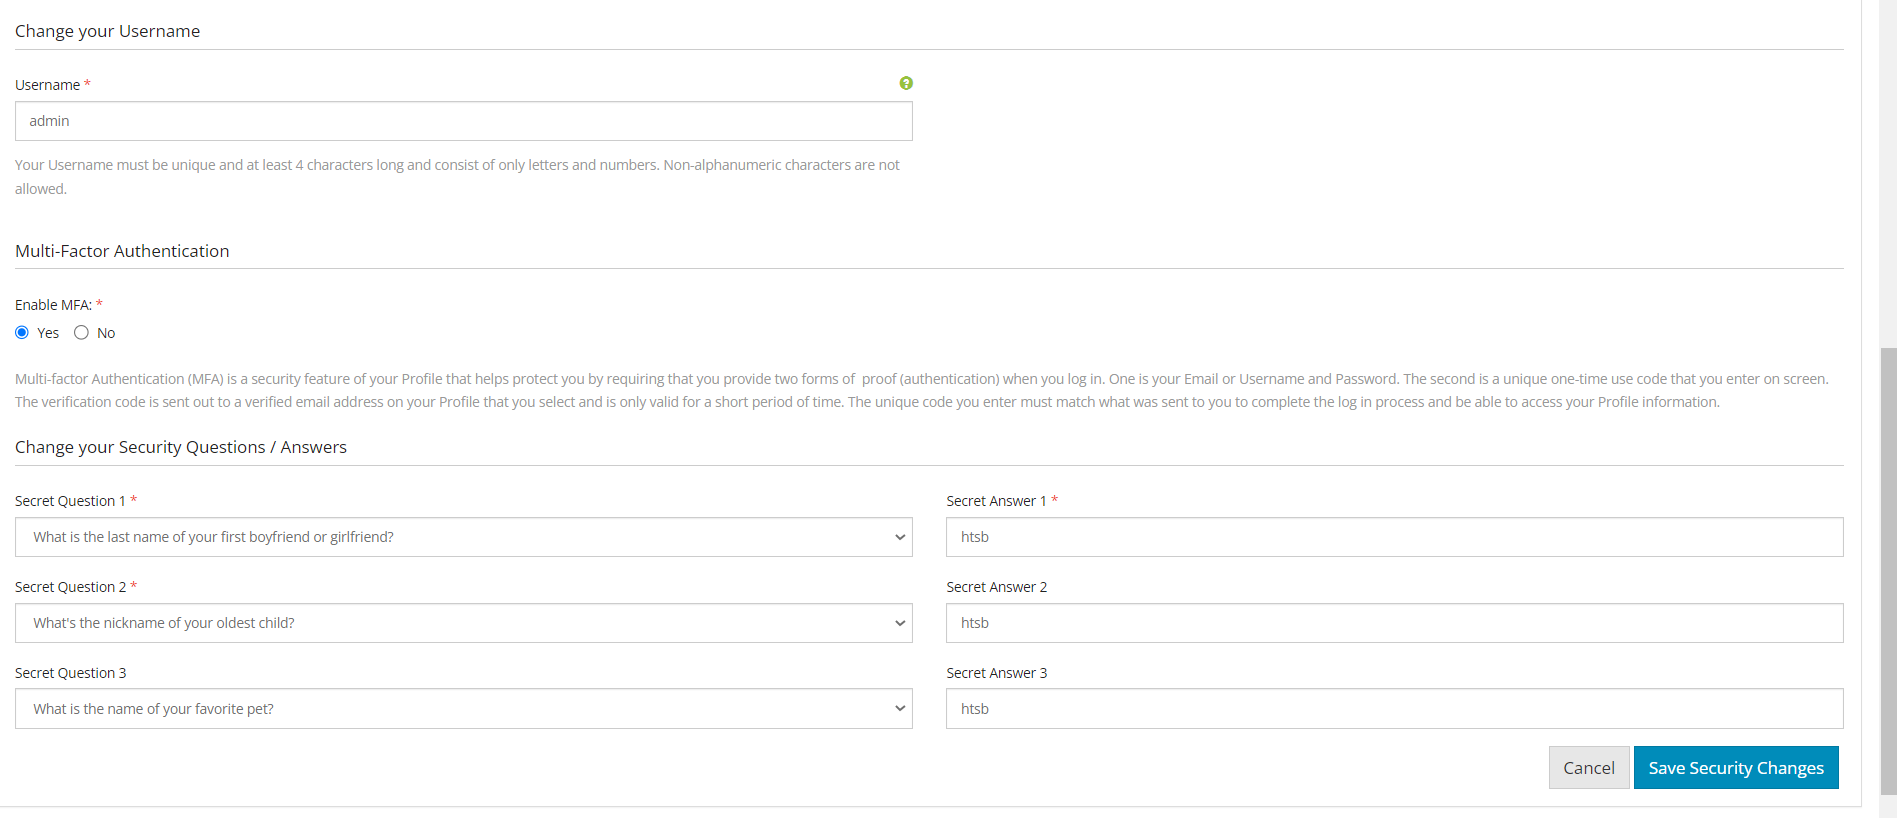 Change your Username
Username *
admin
Your Username must be unique and at least 4 characters long and consist of only letters and numbers. Non-alphanumeric characters are not
allowed.
Multi-Factor Authentication
Enable MFA: *
Yes No
Multi-factor Authentication (MFA) is a security feature of your Profile that helps protect you by requiring that you provide two forms of proof (authentication) when you log in. One is your Email or Username and Password. The second is a unique one-time use code that you enter on screen.
The verification code is sent out to a verified email address on your Profile that you select and is only valid for a short period of time. The unique code you enter must match what was sent to you to complete the log in process and be able to access your Profile information.
Change your Security Questions / Answers
Secret Question 1 * Secret Answer 1 *
What is the last name of your first boyfriend or girlfriend? htsb
Secret Question 2 * Secret Answer 2
What's the nickname of your oldest child? htsb
Secret Question 3 Secret Answer 3
What is the name of your favorite pet? htsb
Cancel Save Security Changes